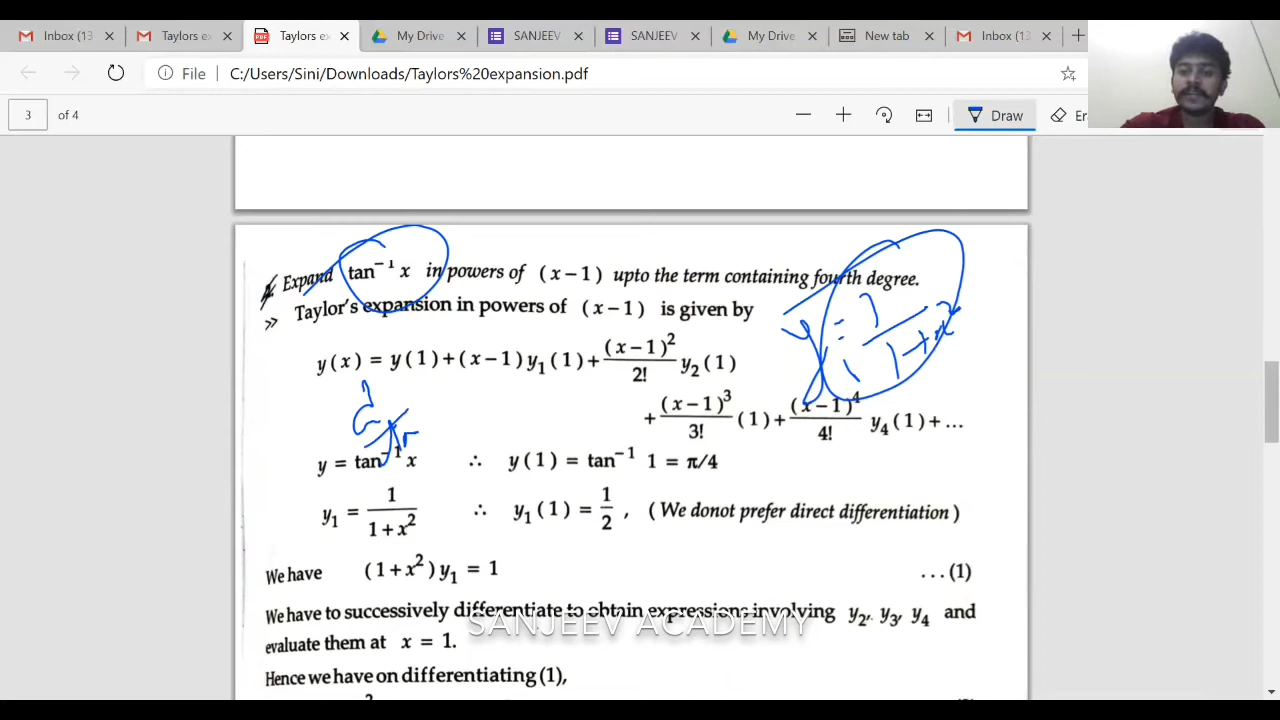 Inbox (13
Taylors ex
Taylors ex
My Drive
SANJEEV
SANJEEV
My Drive
New tab
Inbox (13
File C:/Users/Sini/Downloads/Taylors%20expansion.pdf
3 of 4
Draw
Er
Expand tan⁻¹ x in powers of (x−1) upto the term containing fourth degree.
>> Taylor's expansion in powers of (x−1) is given by
y(x) = y(1)+(x−1)y₁(1)+ (x−1)²/2! y₂(1)
+ (x−1)³/3! (1)+ (x−1)⁴/4! y₄(1)+...
y = tan⁻¹ x ∴ y(1) = tan⁻¹ 1 = π/4
y₁ = 1/1+x² ∴ y₁(1) = 1/2, (We donot prefer direct differentiation)
We have (1+x²)y₁ = 1 ...(1)
We have to successively differentiate to obtain expressions involving y₂, y₃, y₄ and
evaluate them at x = 1.
SANJEEV ACADEMY
Hence we have on differentiating (1),